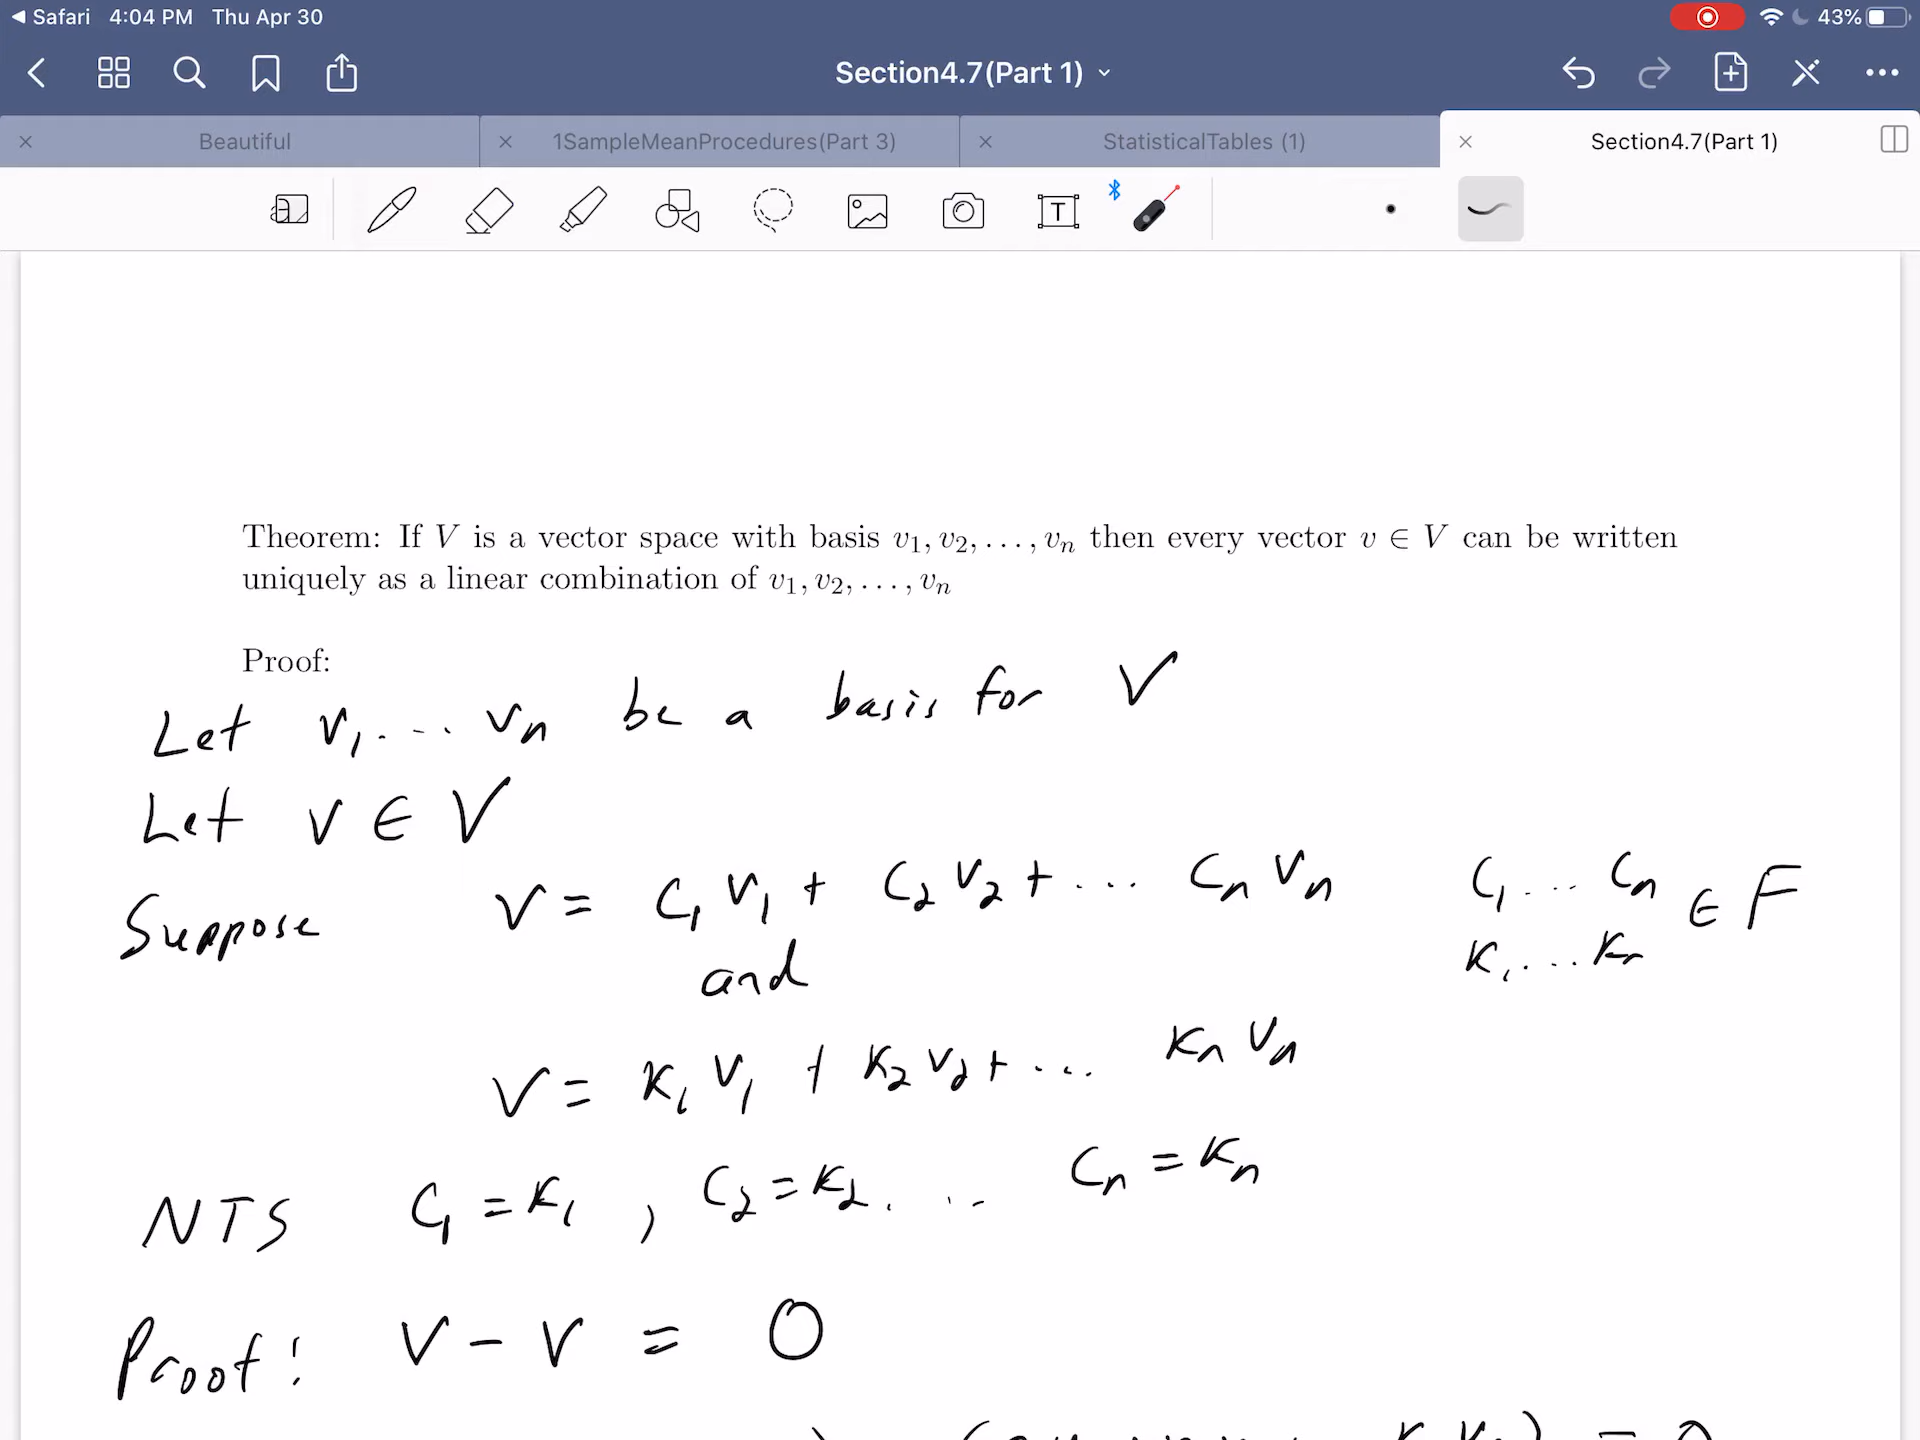 Safari 4:04 PM Thu Apr 30 43%
Section4.7(Part 1)
Beautiful 1SampleMeanProcedures(Part 3) StatisticalTables (1) Section4.7(Part 1)
a T
Theorem: If V is a vector space with basis v₁, v₂, . . . , vₙ then every vector v ∈ V can be written
uniquely as a linear combination of v₁, v₂, . . . , vₙ
Proof:
Let v₁ . . . vₙ be a basis for V
Let v ∈ V
Suppose v = c₁ v₁ + c₂ v₂ + . . . cₙ vₙ c₁ . . . cₙ ∈ F
and k₁ . . . kₙ
v = k₁ v₁ + k₂ v₂ + . . . kₙ vₙ
NTS c₁ = k₁ , c₂ = k₂ . . . cₙ = kₙ
Proof: v - v = 0